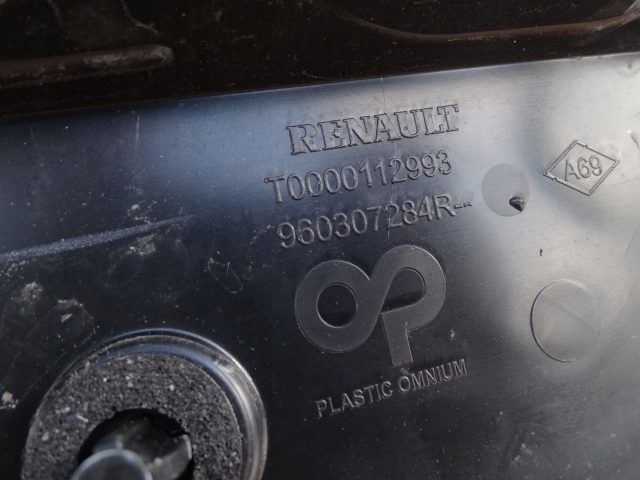 RENAULT
T0000112993
A69
960307284R--
PLASTIC OMNIUM